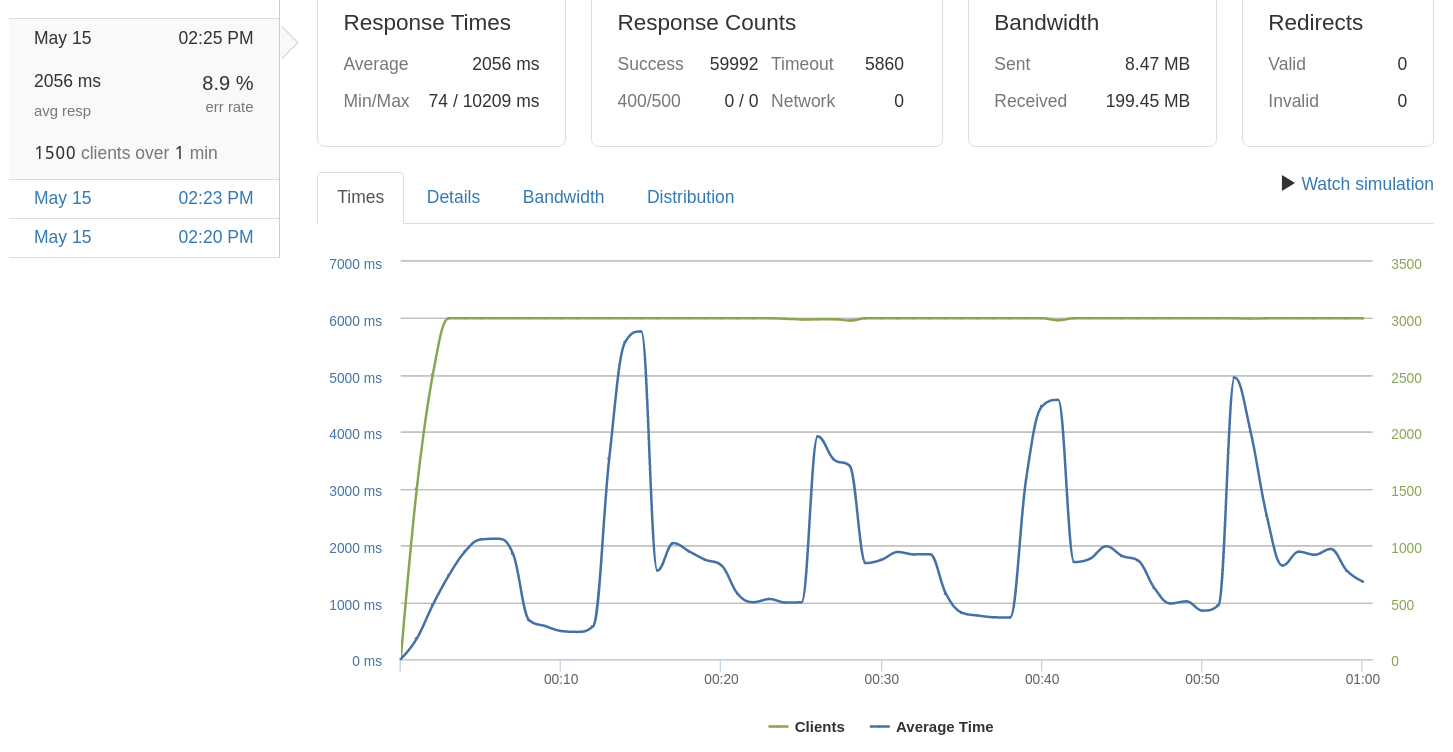 May 15 02:25 PM
2056 ms 8.9 %
avg resp err rate
1500 clients over 1 min
May 15 02:23 PM
May 15 02:20 PM
Response Times
Average 2056 ms
Min/Max 74 / 10209 ms
Response Counts
Success 59992 Timeout 5860
400/500 0 / 0 Network 0
Bandwidth
Sent 8.47 MB
Received 199.45 MB
Redirects
Valid 0
Invalid 0
Times Details Bandwidth Distribution
Watch simulation
7000 ms 3500
6000 ms 3000
5000 ms 2500
4000 ms 2000
3000 ms 1500
2000 ms 1000
1000 ms 500
0 ms 0
00:10 00:20 00:30 00:40 00:50 01:00
Clients Average Time